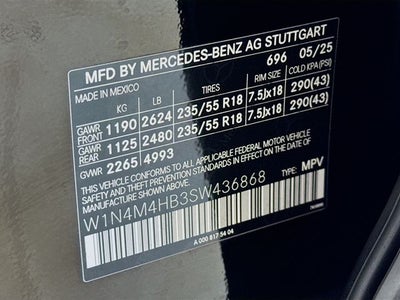 MFD BY MERCEDES-BENZ AG STUTTGART
696 05/25
MADE IN MEXICO
KG LB TIRES RIM SIZE COLD KPA(PSI)
GAWR FRONT 1190 2624 235/55 R18 7.5Jx18 290(43)
GAWR REAR 1125 2480 235/55 R18 7.5Jx18 290(43)
GVWR 2265 4993
THIS VEHICLE CONFORMS TO ALL APPLICABLE FEDERAL MOTOR VEHICLE
SAFETY, BUMPER, AND THEFT PREVENTION STANDARDS IN EFFECT ON THE DATE OF
MANUFACTURE SHOWN ABOVE.
W1N4M4HB3SW436868 TYPE: MPV
A 000 817 54 04